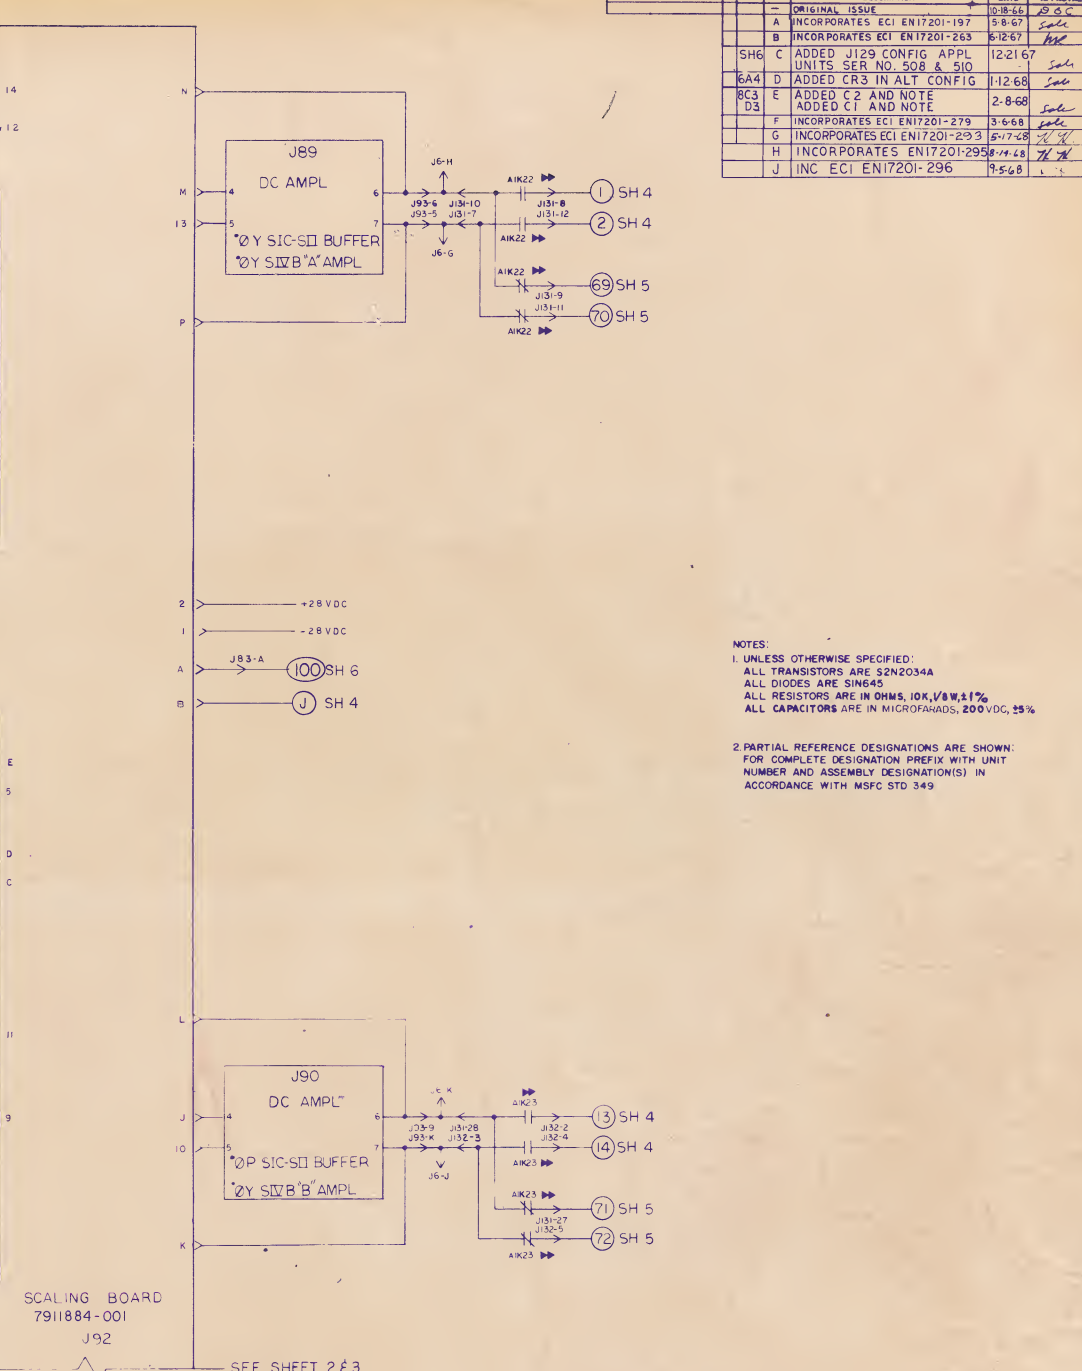 — ORIGINAL ISSUE 10-18-66
A INCORPORATES ECI EN17201-197 5-8-67
B INCORPORATES ECI EN17201-263 6-12-67
SH6 C ADDED J129 CONFIG APPL 12-21 67
UNITS SER NO. 508 & 510
6A4 D ADDED CR3 IN ALT CONFIG 1-12-68
8C3 E ADDED C2 AND NOTE 2-8-68
D3 ADDED C1 AND NOTE
F INCORPORATES ECI EN17201-279 3-6-68
G INCORPORATES ECI EN17201-293 5-17-68
H INCORPORATES EN17201-295 8-14-68
J INC ECI EN17201-296 9-5-68
14
12
N
J89
DC AMPL
M 4 6
13 5 7
"ØY SIC-SII BUFFER
"ØY SIVB"A"AMPL
P
J6-H
J93-6 J131-10
J93-5 J131-7
J6-G
A1K22
J131-8
J131-12
A1K22
1 SH 4
2 SH 4
A1K22
J131-9
J131-11
A1K22
69 SH 5
70 SH 5
2 +28VDC
1 -28VDC
A J83-A 100 SH 6
B J SH 4
NOTES:
1. UNLESS OTHERWISE SPECIFIED:
ALL TRANSISTORS ARE S2N2034A
ALL DIODES ARE S1N645
ALL RESISTORS ARE IN OHMS, 10K,1/8W,±1%
ALL CAPACITORS ARE IN MICROFARADS, 200VDC, ±5%
2. PARTIAL REFERENCE DESIGNATIONS ARE SHOWN:
FOR COMPLETE DESIGNATION PREFIX WITH UNIT
NUMBER AND ASSEMBLY DESIGNATION(S) IN
ACCORDANCE WITH MSFC STD 349
E
5
D
C
11
9
L
J90
DC AMPL
J 4 6
10 5 7
"ØP SIC-SII BUFFER
"ØY SIVB"B"AMPL
K
J6-K
J93-9 J131-28
J93-K J132-3
J6-J
A1K23
J132-2
J132-4
A1K23
13 SH 4
14 SH 4
A1K23
J131-27
J132-5
A1K23
71 SH 5
72 SH 5
SCALING BOARD
7911884-001
J92
SEE SHEET 2&3